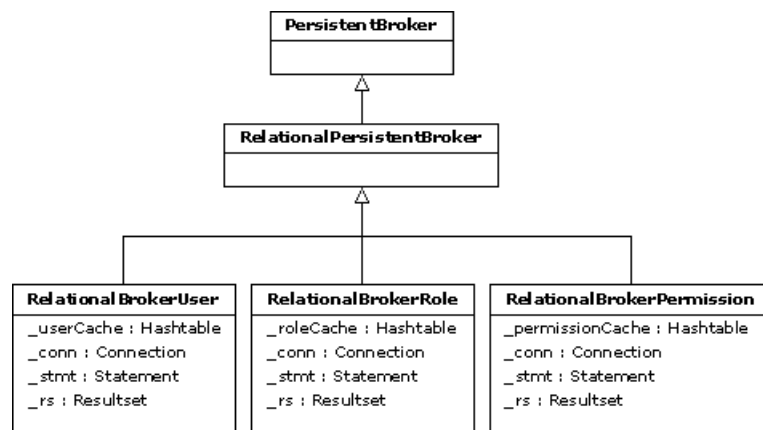 PersistentBroker
RelationalPersistentBroker
RelationalBrokerUser
_userCache : Hashtable
_conn : Connection
_stmt : Statement
_rs : Resultset
RelationalBrokerRole
_roleCache : Hashtable
_conn : Connection
_stmt : Statement
_rs : Resultset
RelationalBrokerPermission
_permissionCache : Hashtable
_conn : Connection
_stmt : Statement
_rs : Resultset